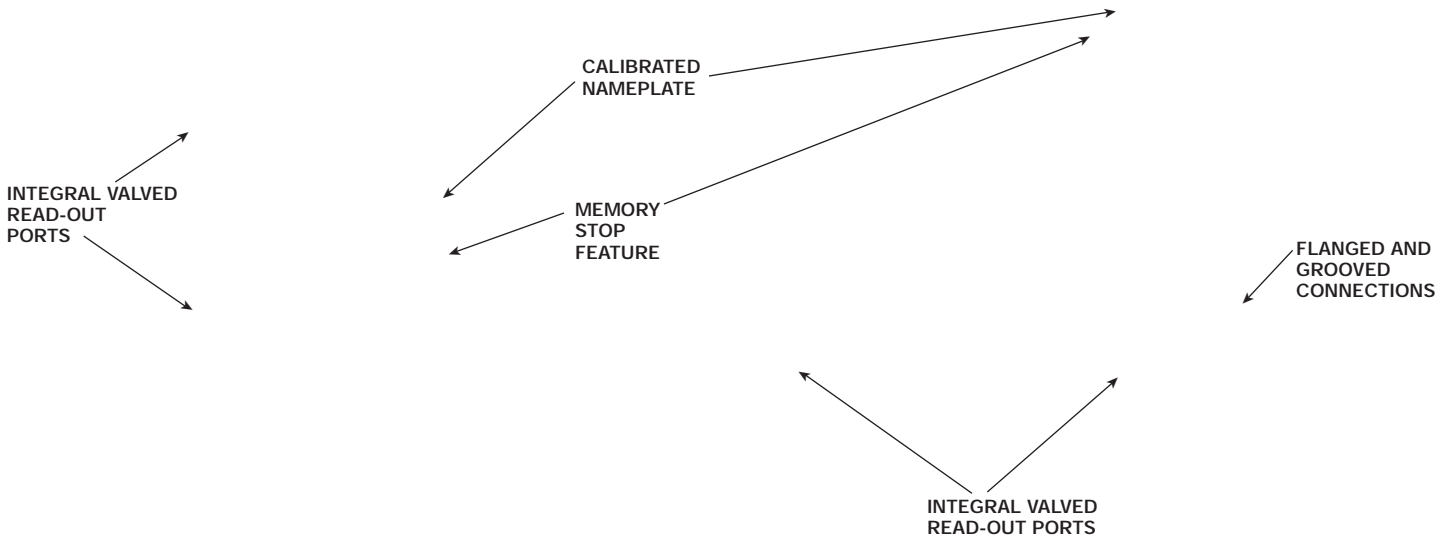 CALIBRATED
NAMEPLATE
INTEGRAL VALVED
READ-OUT
PORTS
MEMORY
STOP
FEATURE
FLANGED AND
GROOVED
CONNECTIONS
INTEGRAL VALVED
READ-OUT PORTS